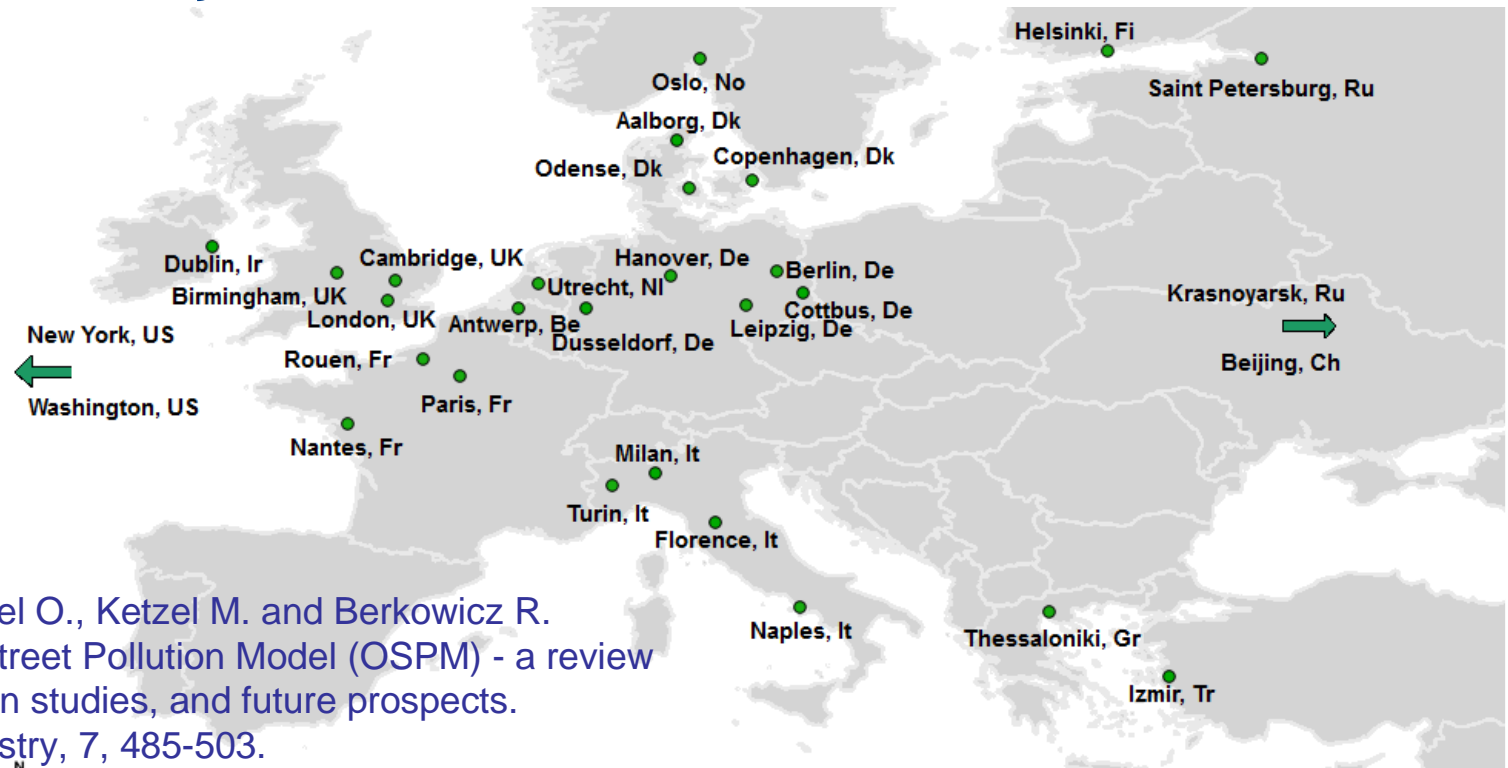 Helsinki, Fi
Oslo, No
Saint Petersburg, Ru
Aalborg, Dk
Odense, Dk
Copenhagen, Dk
Dublin, Ir
Cambridge, UK
Birmingham, UK
London, UK
Hanover, De
Utrecht, Nl
Berlin, De
Cottbus, De
Antwerp, Be
Dusseldorf, De
Leipzig, De
Krasnoyarsk, Ru
Beijing, Ch
New York, US
Washington, US
Rouen, Fr
Paris, Fr
Nantes, Fr
Milan, It
Turin, It
Florence, It
Naples, It
Thessaloniki, Gr
Izmir, Tr
el O., Ketzel M. and Berkowicz R.
treet Pollution Model (OSPM) - a review
n studies, and future prospects.
stry, 7, 485-503.
N